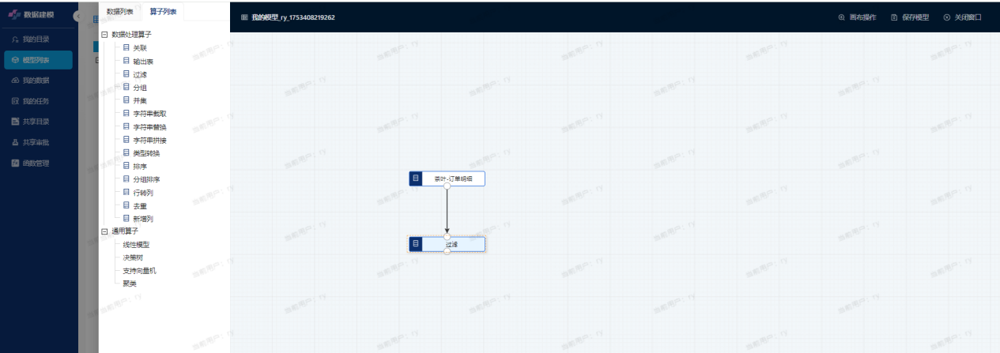 数据建模
我的目录
模型列表
我的数据
我的任务
共享目录
共享审批
函数管理
数据列表 算子列表
数据处理算子
关联
输出表
过滤
分组
并集
字符串截取
字符串替换
字符串拼接
类型转换
排序
分组排序
行转列
去重
新增列
通用算子
线性模型
决策树
支持向量机
聚类
我的模型_ry_1753408219262
画布操作 保存模型 关闭窗口
茶叶-订单明细
过滤
当前用户：ry